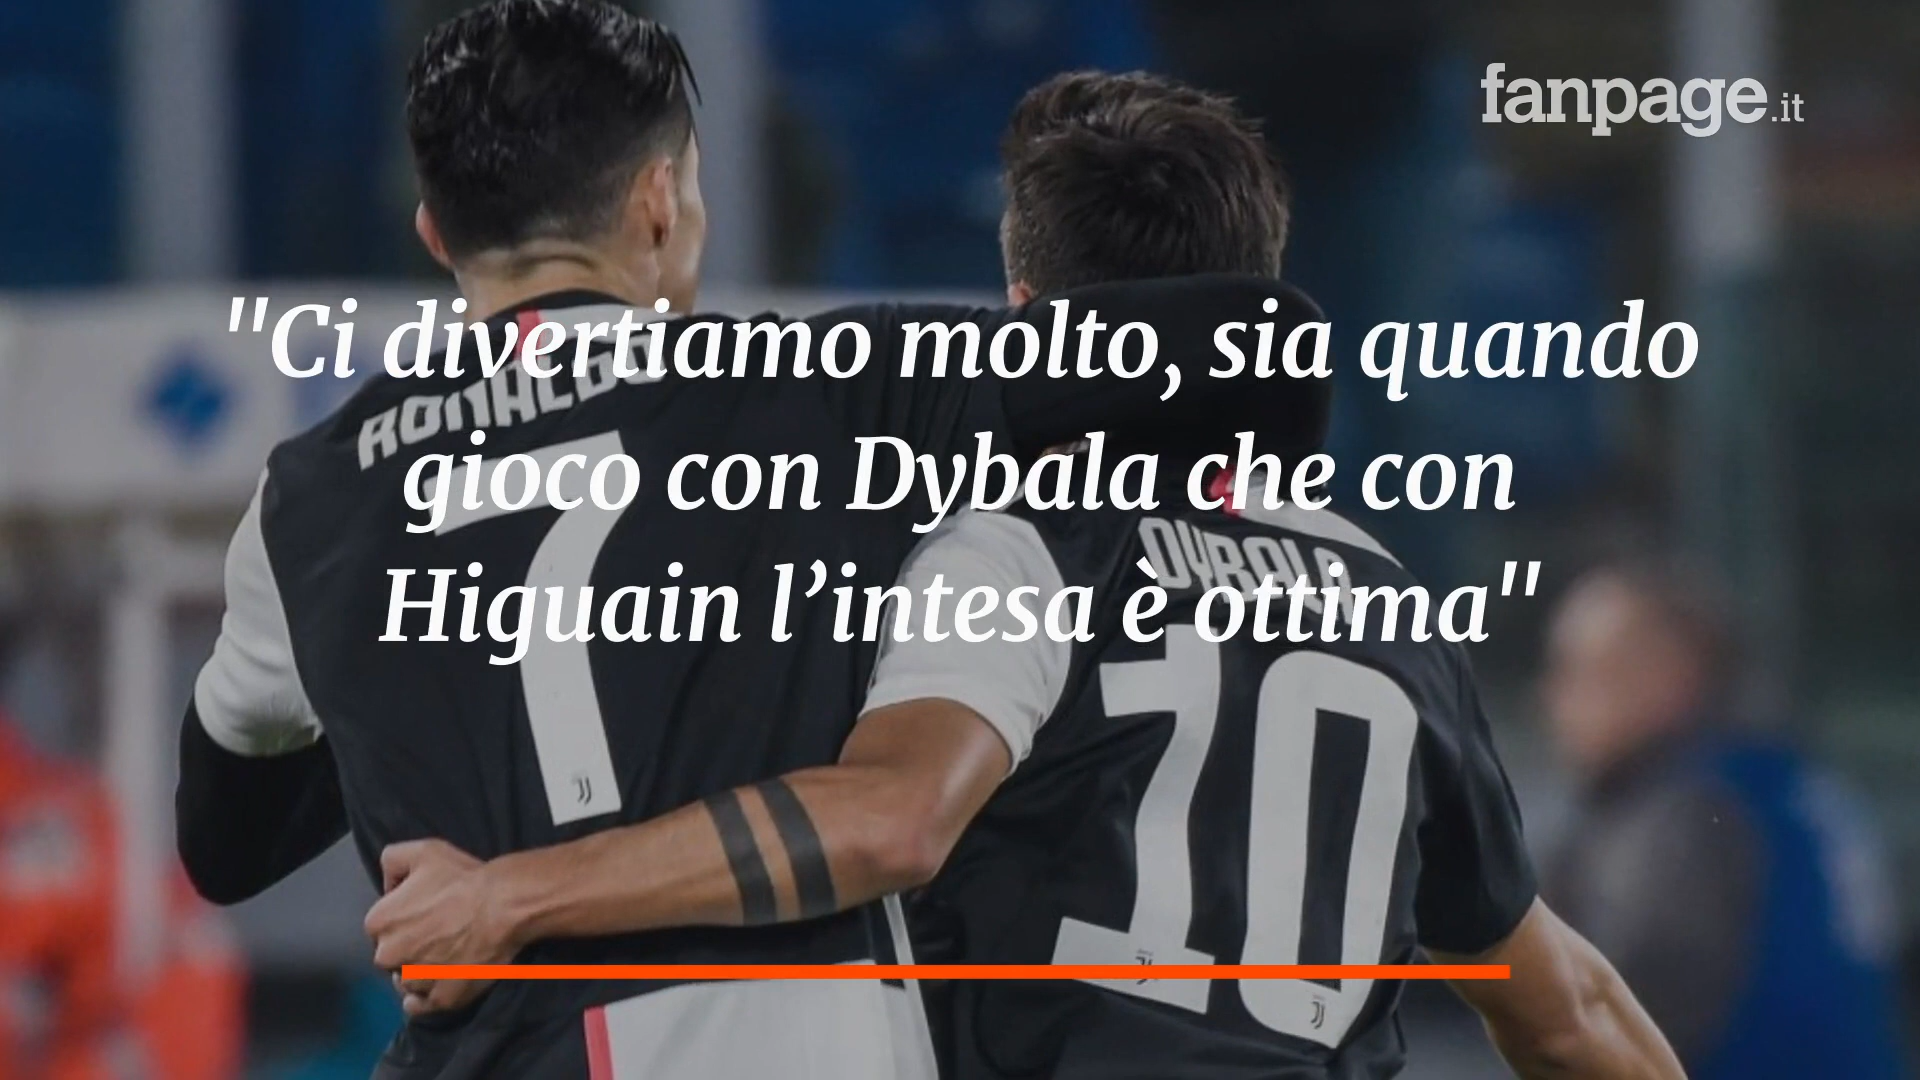 fanpage.it
"Ci divertiamo molto, sia quando
gioco con Dybala che con
Higuain l’intesa è ottima"
RONALDO
7
DYBALA
10